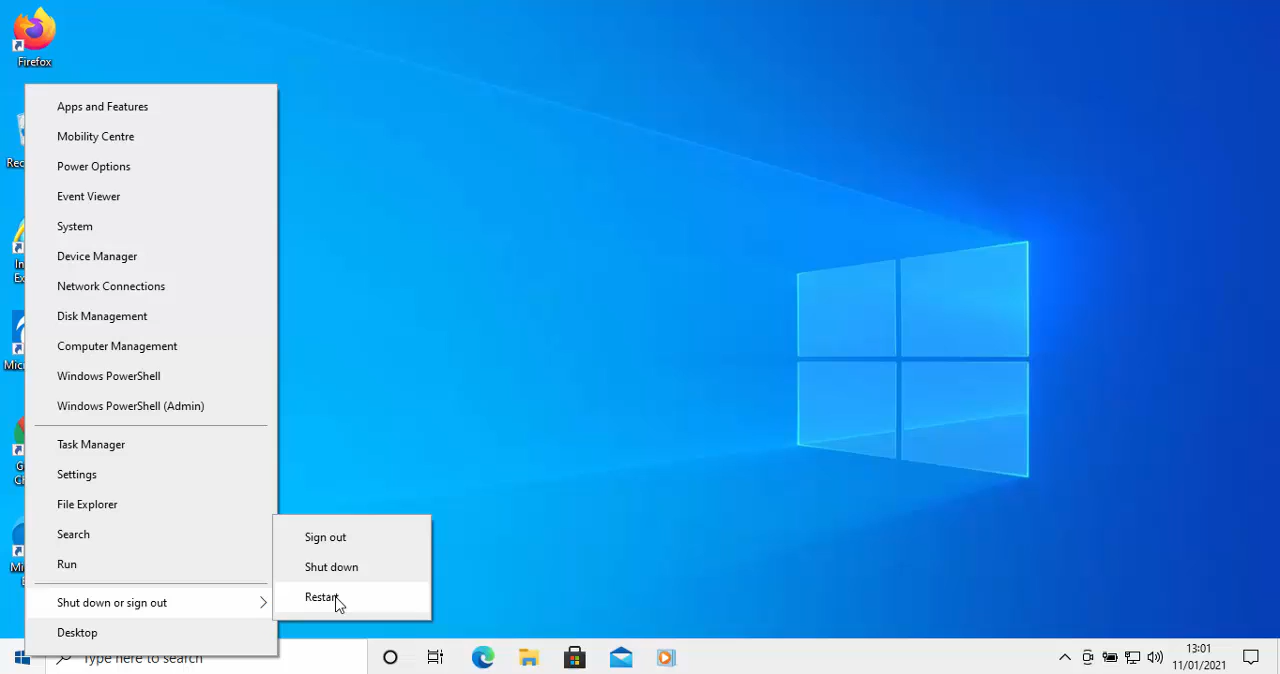 Firefox
Apps and Features
Mobility Centre
Power Options
Event Viewer
System
Device Manager
Network Connections
Disk Management
Computer Management
Windows PowerShell
Windows PowerShell (Admin)
Task Manager
Settings
File Explorer
Search
Run
Shut down or sign out
Desktop
Sign out
Shut down
Restart
Type here to search
13:01
11/01/2021